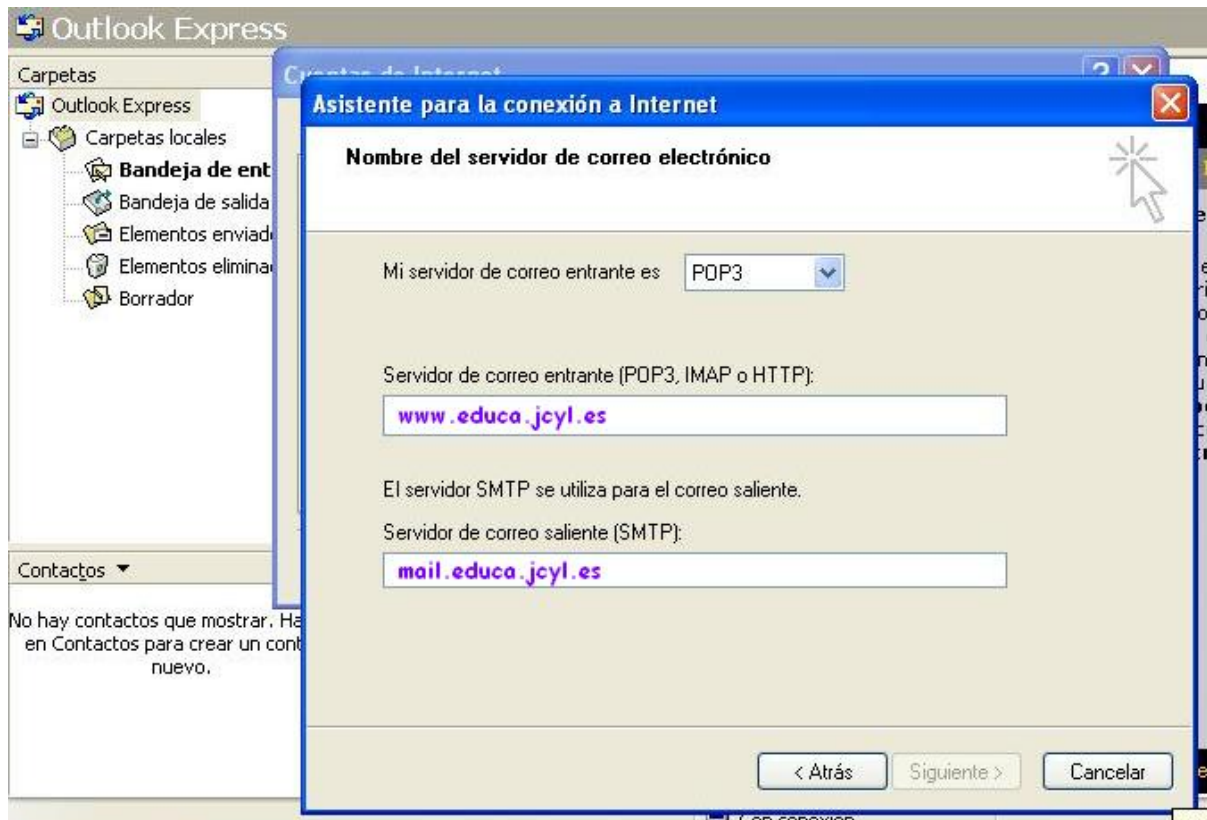 Outlook Express
Carpetas
Outlook Express
Carpetas locales
Bandeja de ent
Bandeja de salida
Elementos enviad
Elementos elimina
Borrador
Contactos
No hay contactos que mostrar. Ha
en Contactos para crear un cont
nuevo.
Cuentas de Internet
Asistente para la conexión a Internet
Nombre del servidor de correo electrónico
Mi servidor de correo entrante es POP3
Servidor de correo entrante (POP3, IMAP o HTTP):
www.educa.jcyl.es
El servidor SMTP se utiliza para el correo saliente.
Servidor de correo saliente (SMTP):
mail.educa.jcyl.es
< Atrás Siguiente > Cancelar